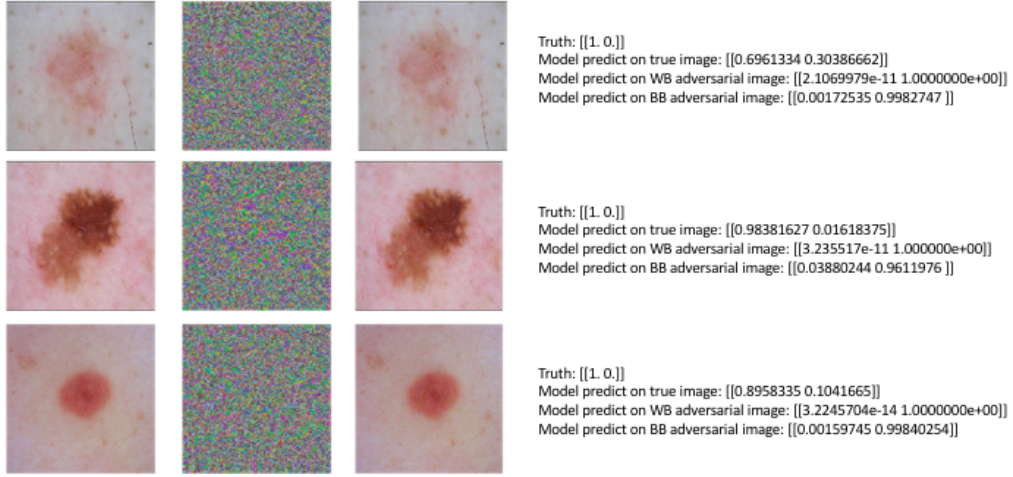 Truth: [[1. 0.]]
Model predict on true image: [[0.6961334 0.30386662]]
Model predict on WB adversarial image: [[2.1069979e-11 1.0000000e+00]]
Model predict on BB adversarial image: [[0.00172535 0.9982747 ]]
Truth: [[1. 0.]]
Model predict on true image: [[0.98381627 0.01618375]]
Model predict on WB adversarial image: [[3.235517e-11 1.000000e+00]]
Model predict on BB adversarial image: [[0.03880244 0.9611976 ]]
Truth: [[1. 0.]]
Model predict on true image: [[0.8958335 0.1041665]]
Model predict on WB adversarial image: [[3.2245704e-14 1.0000000e+00]]
Model predict on BB adversarial image: [[0.00159745 0.99840254]]